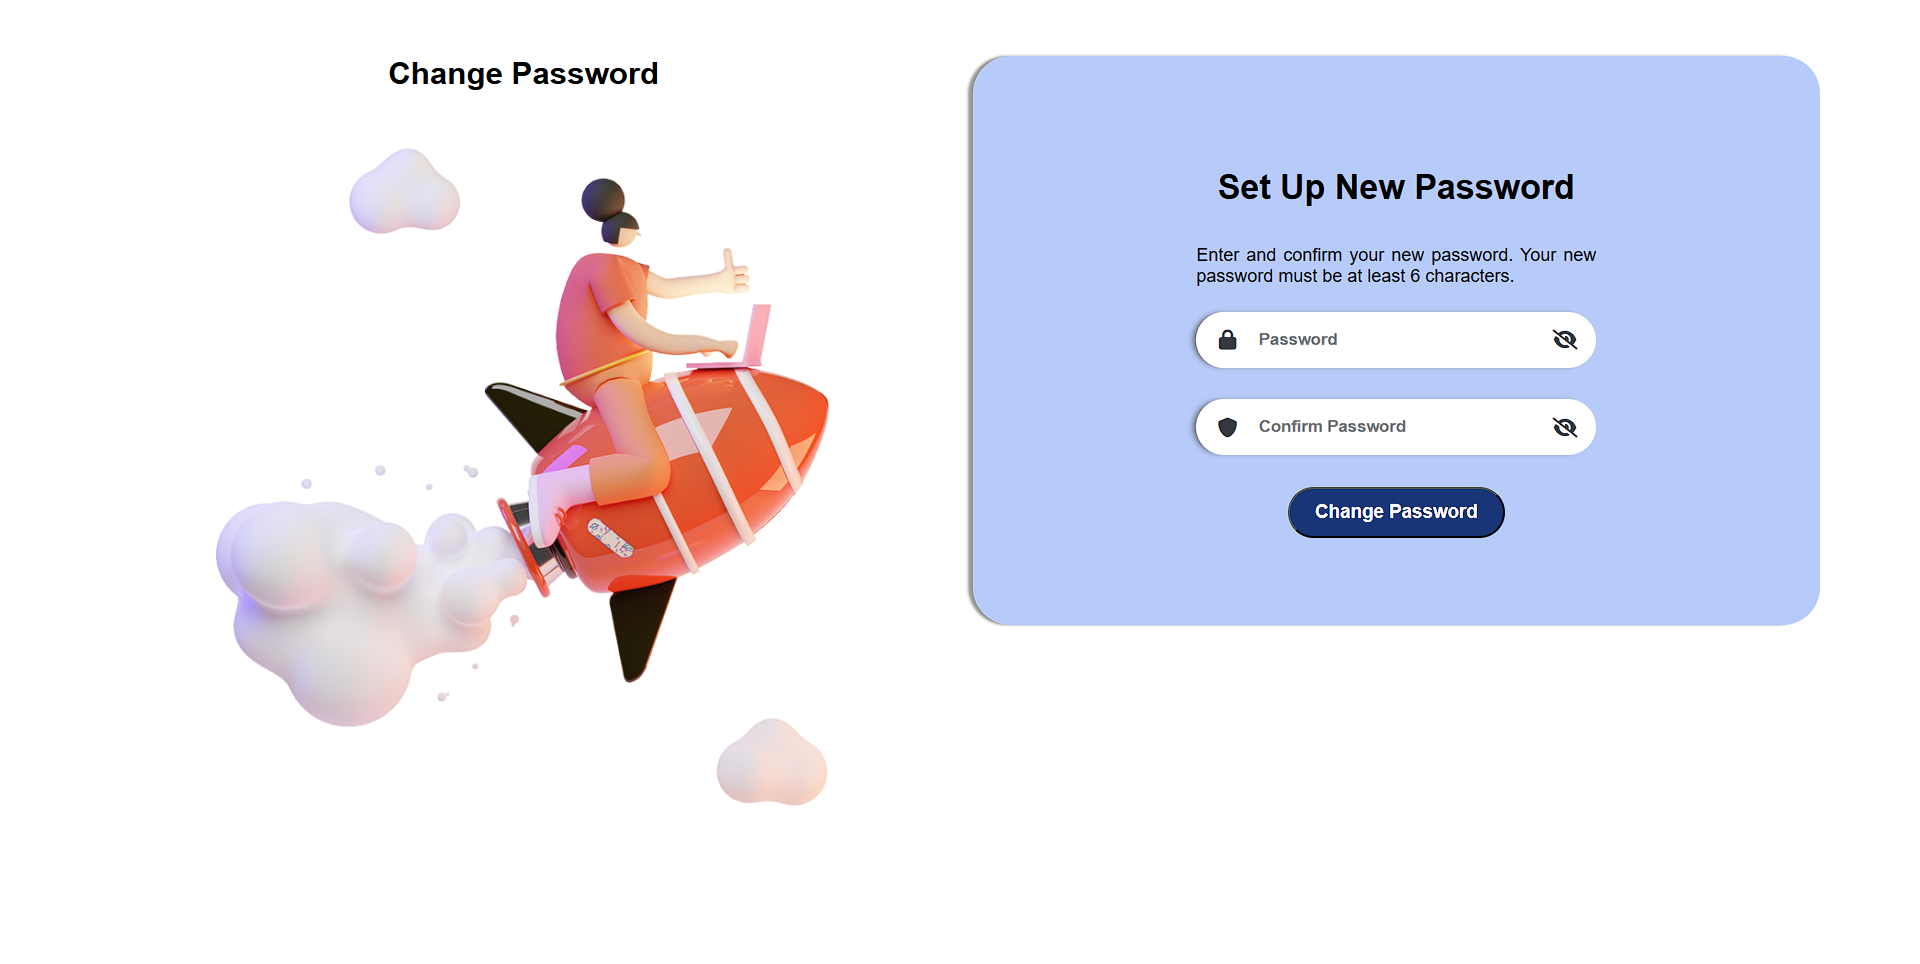 Change Password
Set Up New Password
Enter and confirm your new password. Your new
password must be at least 6 characters.
Password
Confirm Password
Change Password